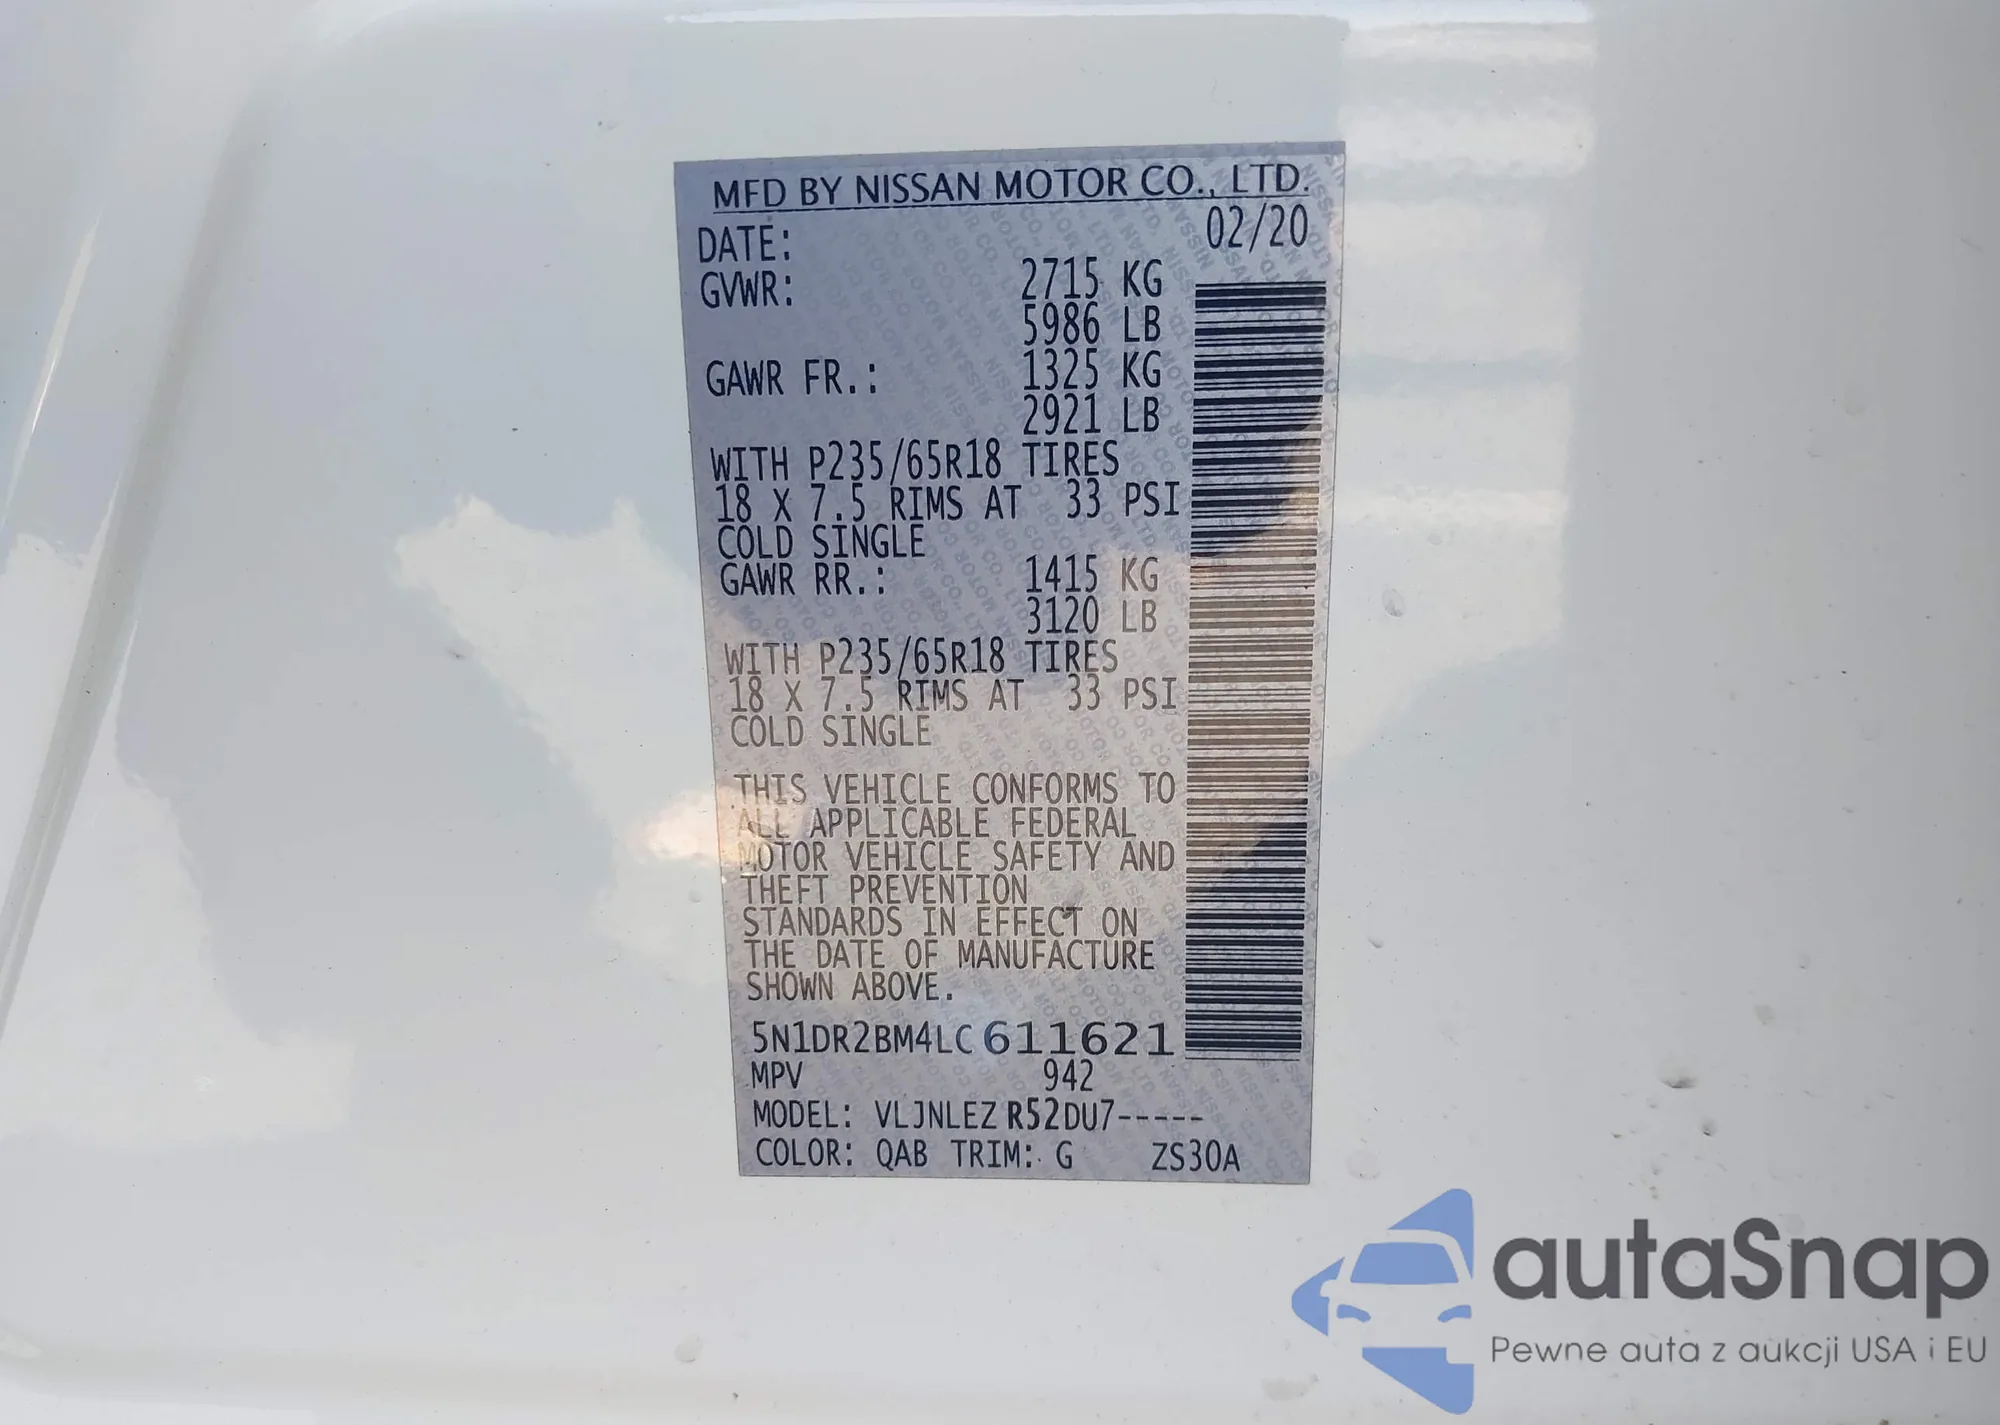 MFD BY NISSAN MOTOR CO., LTD.
DATE: 02/20
GVWR: 2715 KG
5986 LB
GAWR FR.: 1325 KG
2921 LB
WITH P235/65R18 TIRES
18 X 7.5 RIMS AT 33 PSI
COLD SINGLE
GAWR RR.: 1415 KG
3120 LB
WITH P235/65R18 TIRES
18 X 7.5 RIMS AT 33 PSI
COLD SINGLE
THIS VEHICLE CONFORMS TO
ALL APPLICABLE FEDERAL
MOTOR VEHICLE SAFETY AND
THEFT PREVENTION
STANDARDS IN EFFECT ON
THE DATE OF MANUFACTURE
SHOWN ABOVE.
5N1DR2BM4LC611621
MPV 942
MODEL: VLJNLEZ R52DU7-----
COLOR: QAB TRIM: G ZS30A
autaSnap
Pewne auta z aukcji USA i EU